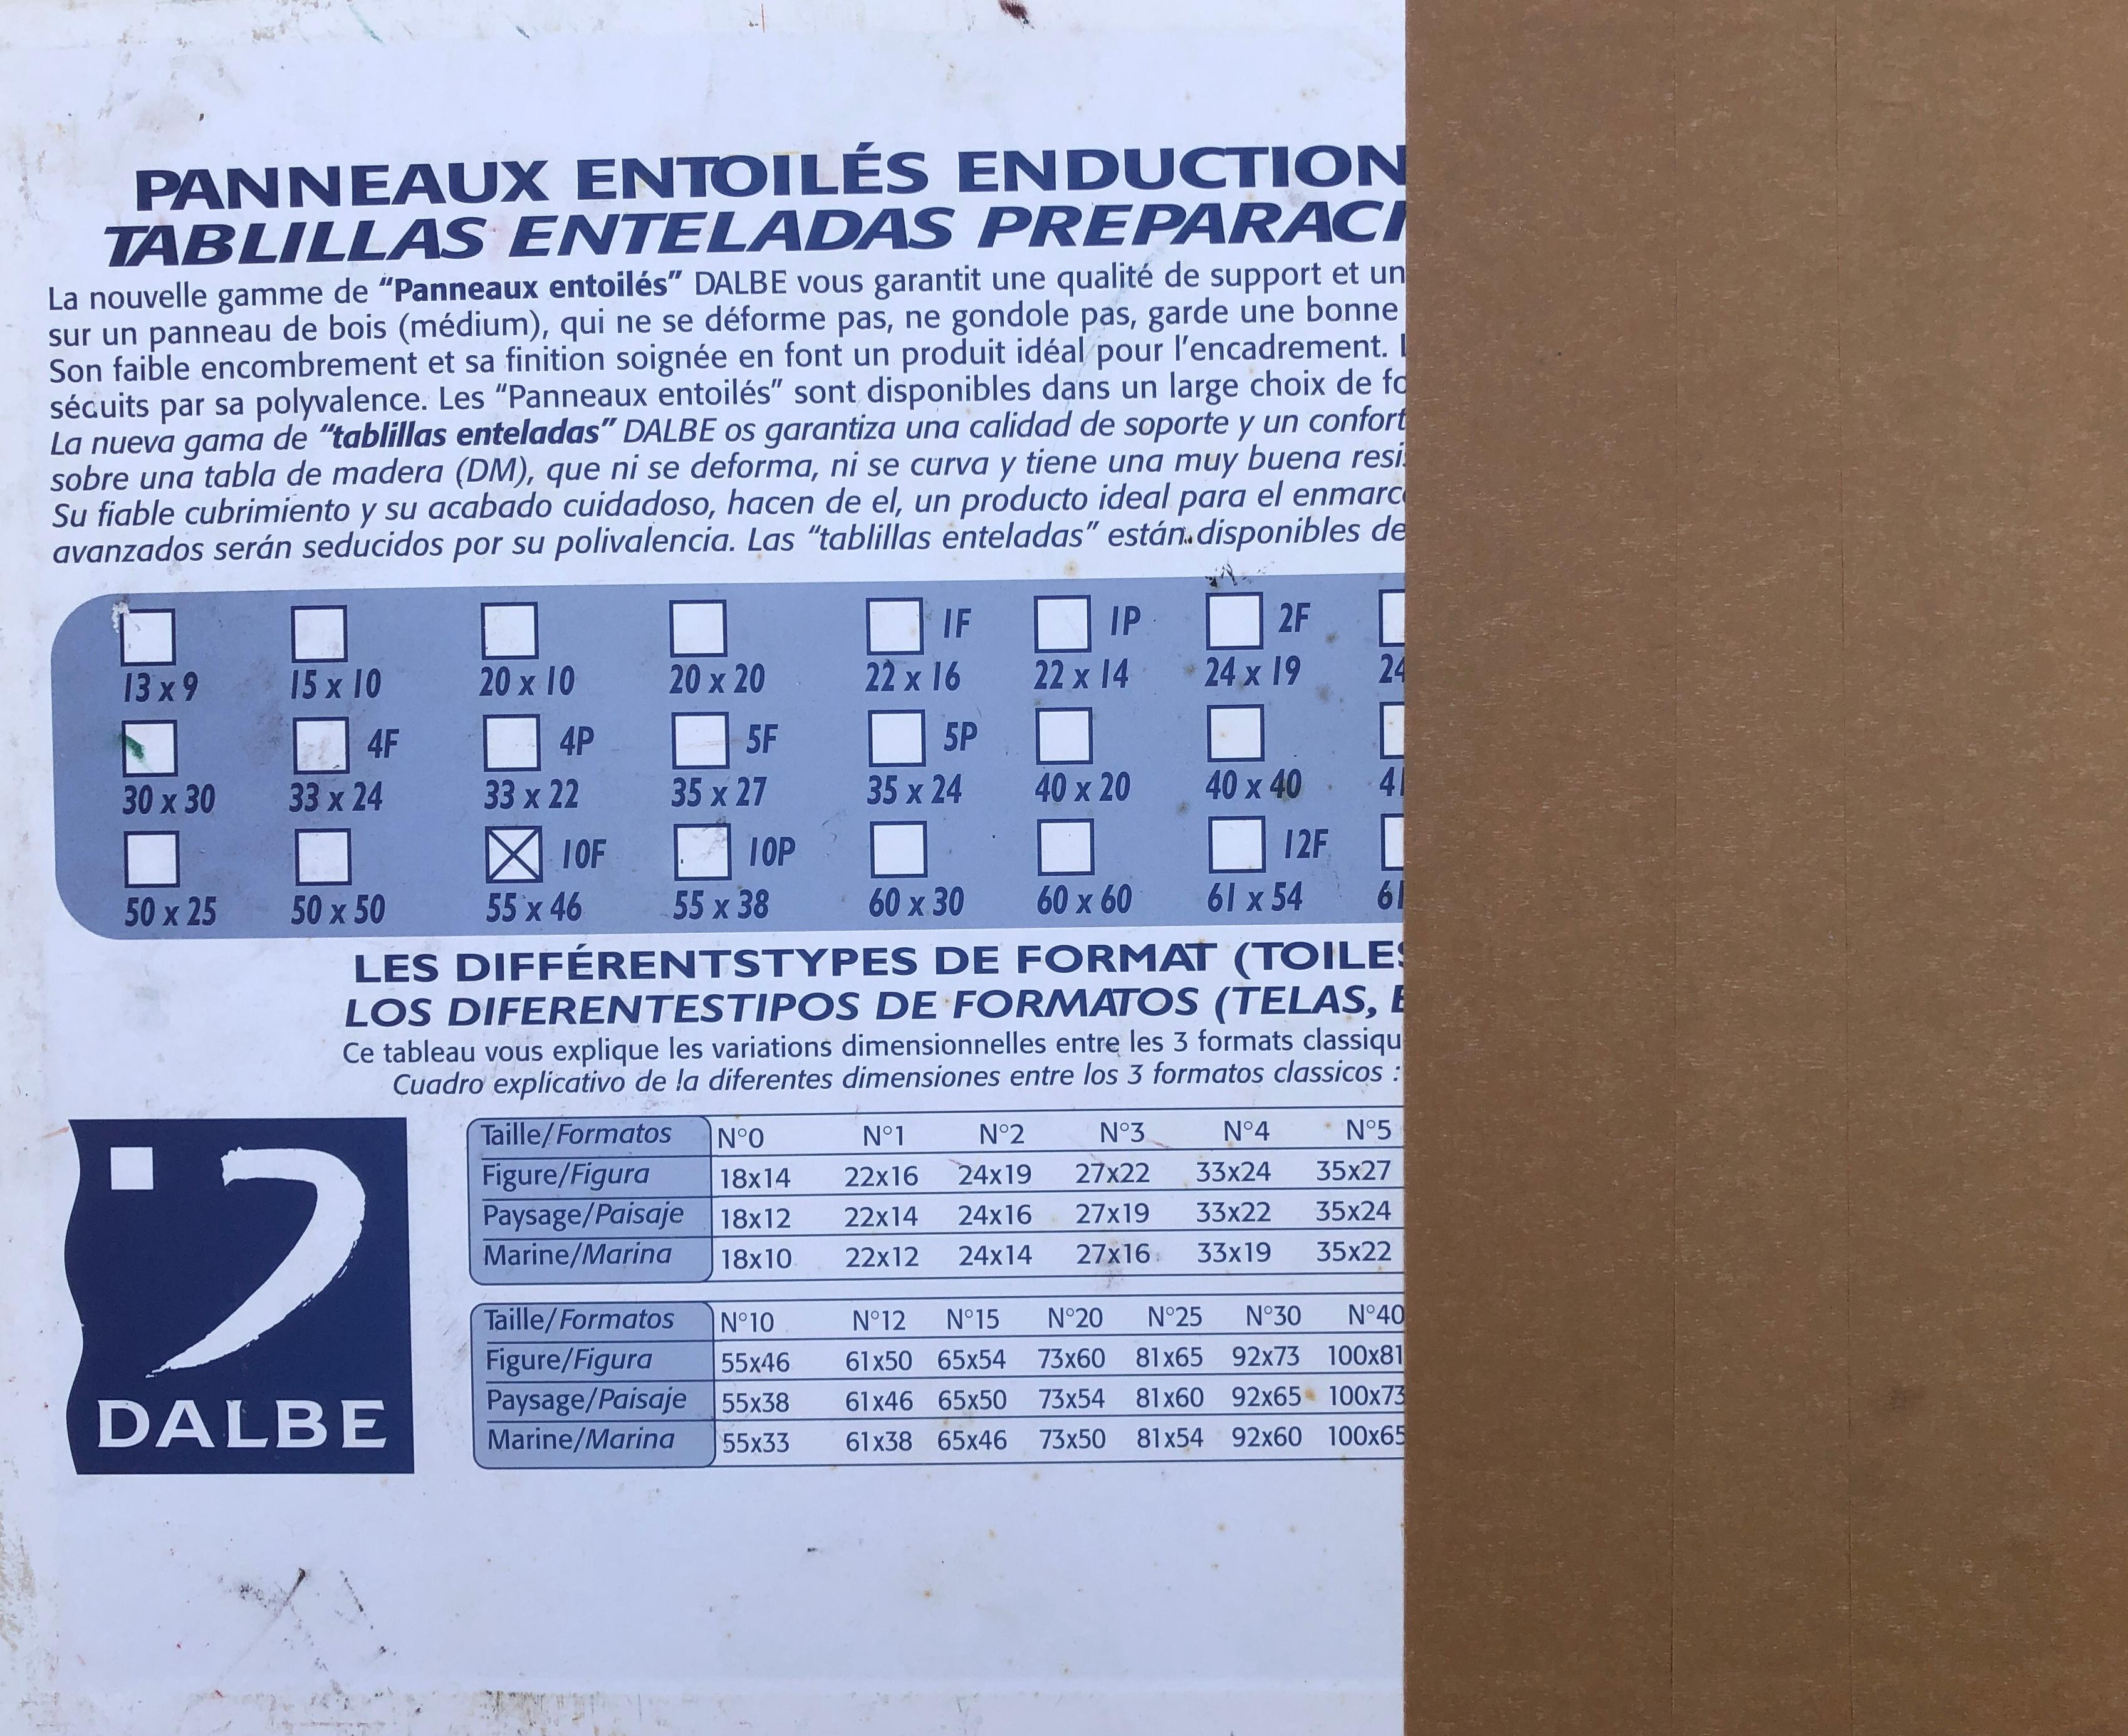 PANNEAUX ENTOILÉS ENDUCTION
TABLILLAS ENTELADAS PREPARACI
La nouvelle gamme de “Panneaux entoilés” DALBE vous garantit une qualité de support et un
sur un panneau de bois (médium), qui ne se déforme pas, ne gondole pas, garde une bonne
Son faible encombrement et sa finition soignée en font un produit idéal pour l'encadrement.
séduits par sa polyvalence. Les “Panneaux entoilés” sont disponibles dans un large choix de fo
La nueva gama de “tablillas enteladas” DALBE os garantiza una calidad de soporte y un confort
sobre una tabla de madera (DM), que ni se deforma, ni se curva y tiene una muy buena resi
Su fiable cubrimiento y su acabado cuidadoso, hacen de el, un producto ideal para el enmarc
avanzados serán seducidos por su polivalencia. Las “tablillas enteladas” están disponibles de
1F 1P 2F
13 x 9 15 x 10 20 x 10 20 x 20 22 x 16 22 x 14 24 x 19 24
4F 4P 5F 5P
30 x 30 33 x 24 33 x 22 35 x 27 35 x 24 40 x 20 40 x 40 41
10F 10P 12F
50 x 25 50 x 50 55 x 46 55 x 38 60 x 30 60 x 60 61 x 54 61
LES DIFFÉRENTSTYPES DE FORMAT (TOILES
LOS DIFERENTESTIPOS DE FORMATOS (TELAS,
Ce tableau vous explique les variations dimensionnelles entre les 3 formats classiqu
Cuadro explicativo de la diferentes dimensiones entre los 3 formatos classicos :
Taille/Formatos N°0 N°1 N°2 N°3 N°4 N°5
Figure/Figura 18x14 22x16 24x19 27x22 33x24 35x27
Paysage/Paisaje 18x12 22x14 24x16 27x19 33x22 35x24
Marine/Marina 18x10 22x12 24x14 27x16 33x19 35x22
Taille/Formatos N°10 N°12 N°15 N°20 N°25 N°30 N°40
Figure/Figura 55x46 61x50 65x54 73x60 81x65 92x73 100x81
Paysage/Paisaje 55x38 61x46 65x50 73x54 81x60 92x65 100x73
Marine/Marina 55x33 61x38 65x46 73x50 81x54 92x60 100x65
DALBE